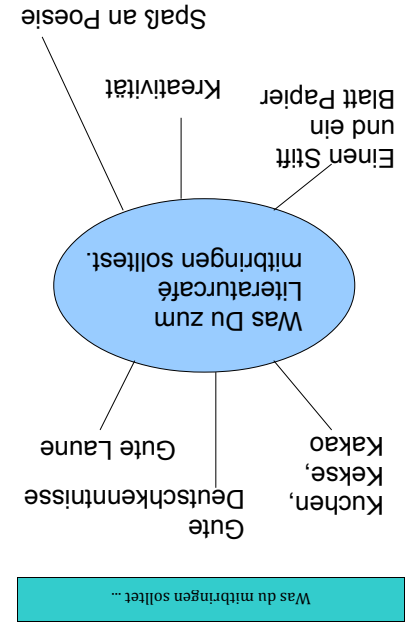 Was du mitbringen solltet ...
Kuchen,
Kekse,
Kakao
Gute
Deutschkenntnisse
Gute Laune
Was Du zum
Literaturcafé
mitbringen solltest.
Einen Stift
und ein
Blatt Papier
Kreativität
Spaß an Poesie